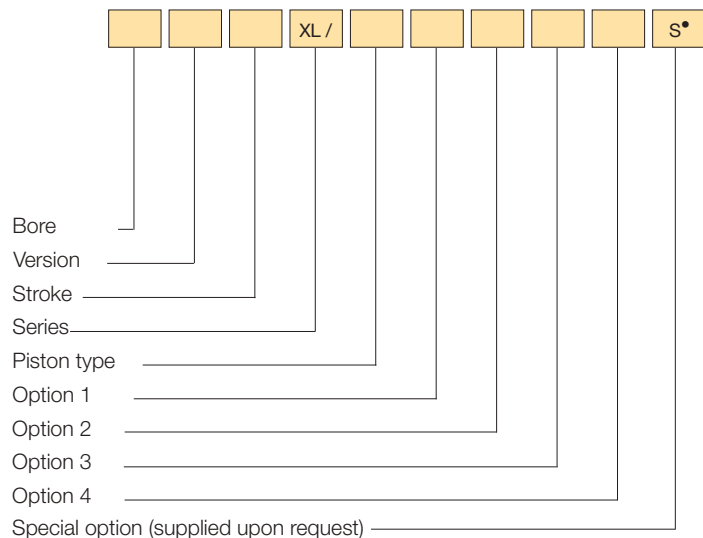 XL / S•
Bore
Version
Stroke
Series
Piston type
Option 1
Option 2
Option 3
Option 4
Special option (supplied upon request)